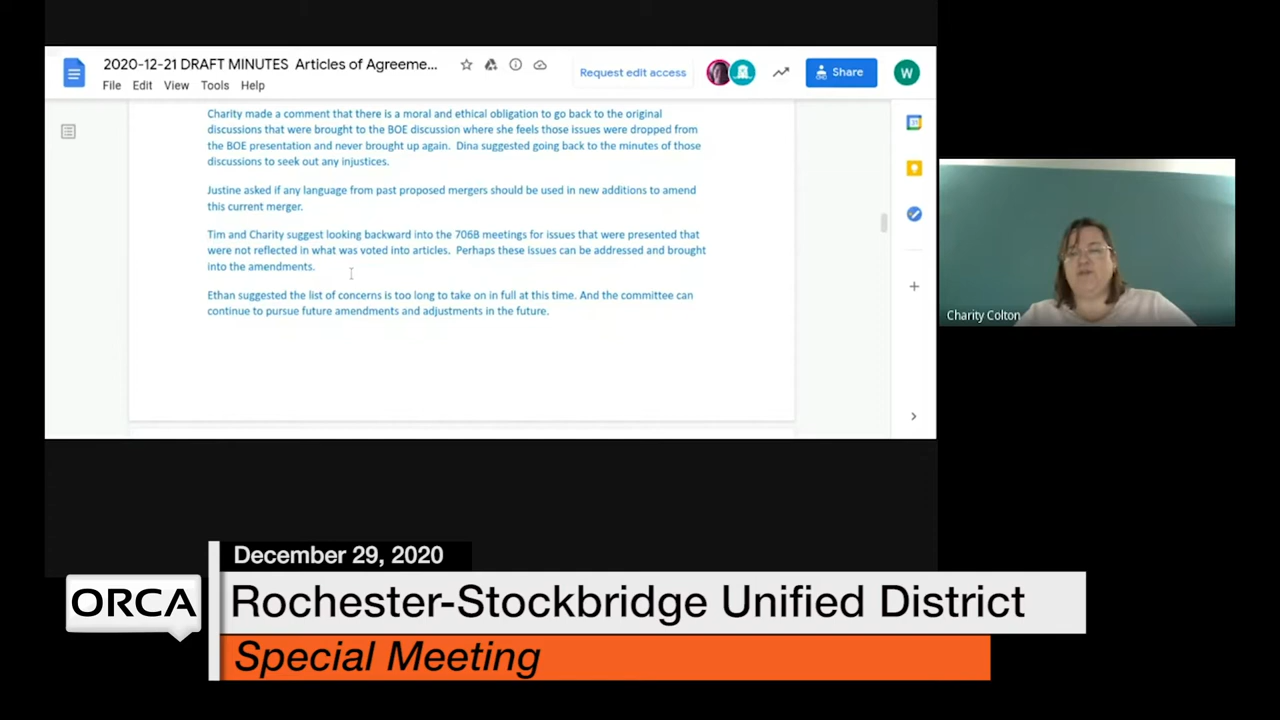 2020-12-21 DRAFT MINUTES Articles of Agreeme...
Request edit access
Share
W
File Edit View Tools Help
Charity made a comment that there is a moral and ethical obligation to go back to the original
discussions that were brought to the BOE discussion where she feels those issues were dropped from
the BOE presentation and never brought up again. Dina suggested going back to the minutes of those
discussions to seek out any injustices.
Justine asked if any language from past proposed mergers should be used in new additions to amend
this current merger.
Tim and Charity suggest looking backward into the 706B meetings for issues that were presented that
were not reflected in what was voted into articles. Perhaps these issues can be addressed and brought
into the amendments.
Ethan suggested the list of concerns is too long to take on in full at this time. And the committee can
continue to pursue future amendments and adjustments in the future.
Charity Colton
December 29, 2020
ORCA
Rochester-Stockbridge Unified District
Special Meeting